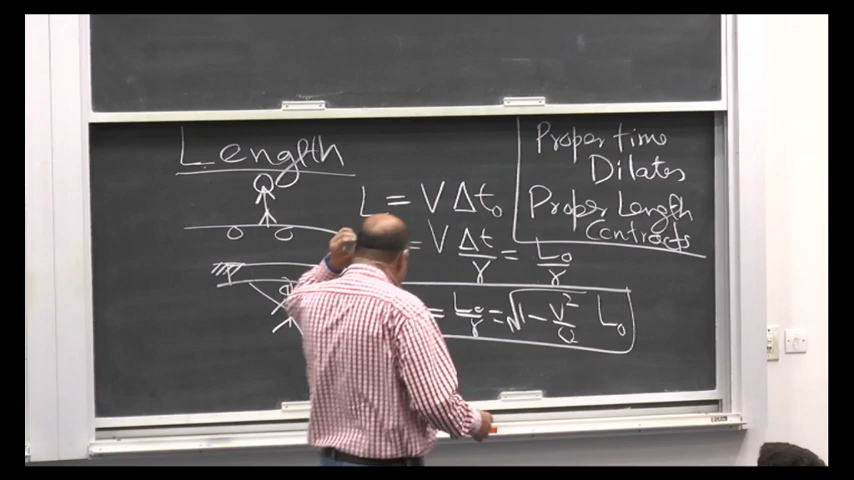 Length
L = V Δt₀
= V Δt/γ = L₀/γ
= L₀/γ = √1 - V²/C² L₀
Proper time
Dilates
Proper Length
Contracts